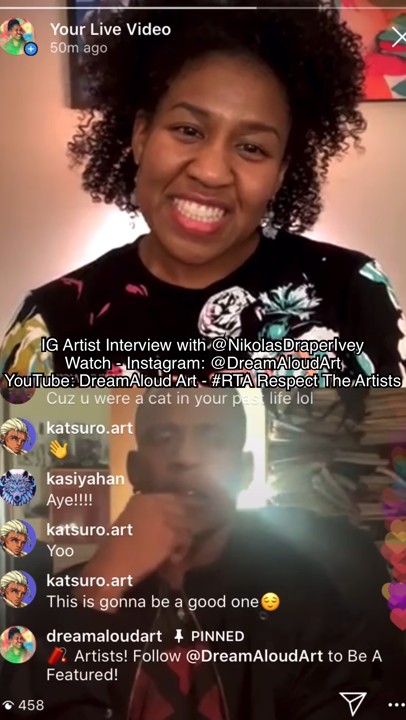 Your Live Video
50m ago
IG Artist Interview with @NikolasDraperIvey
Watch - Instagram: @DreamAloudArt
YouTube: DreamAloud Art - #RTA Respect The Artists
Cuz u were a cat in your past life lol
katsuro.art
👋
kasiyahan
Aye!!!!
katsuro.art
Yoo
katsuro.art
This is gonna be a good one😌
dreamaloudart 📌 PINNED
🧨 Artists! Follow @DreamAloudArt to Be A
Featured!
458